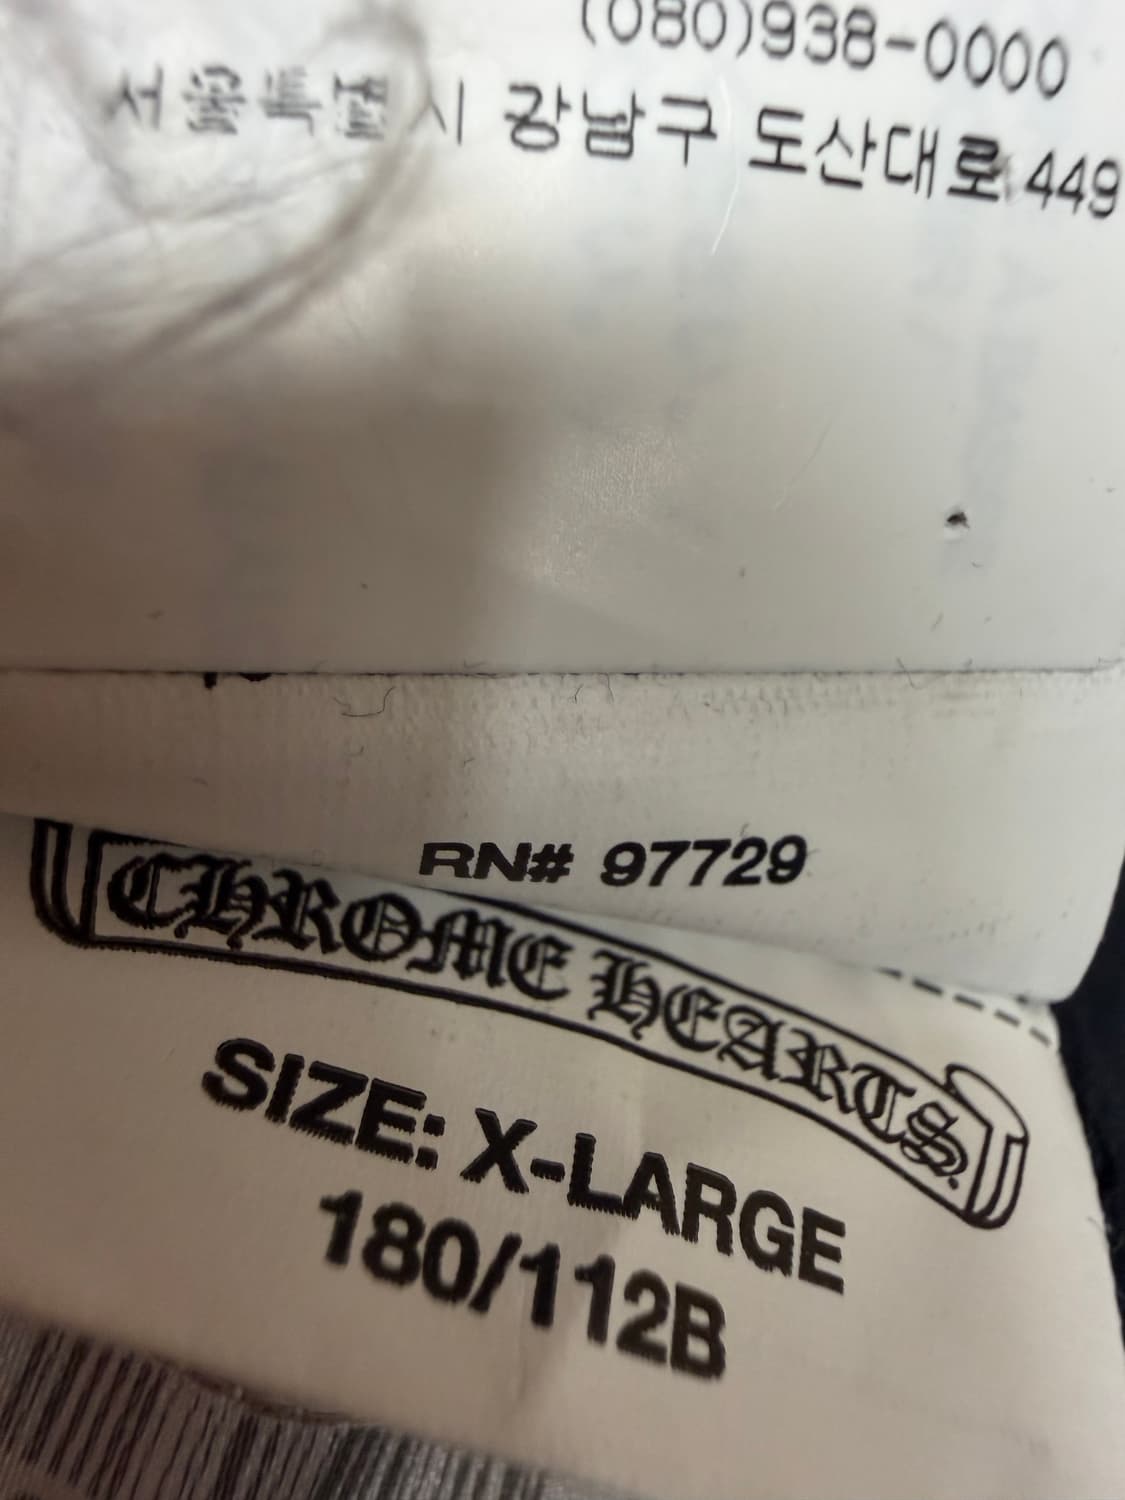 (080)938-0000
서울특별시 강남구 도산대로 449
RN# 97729
CHROME HEARTS
SIZE: X-LARGE
180/112B